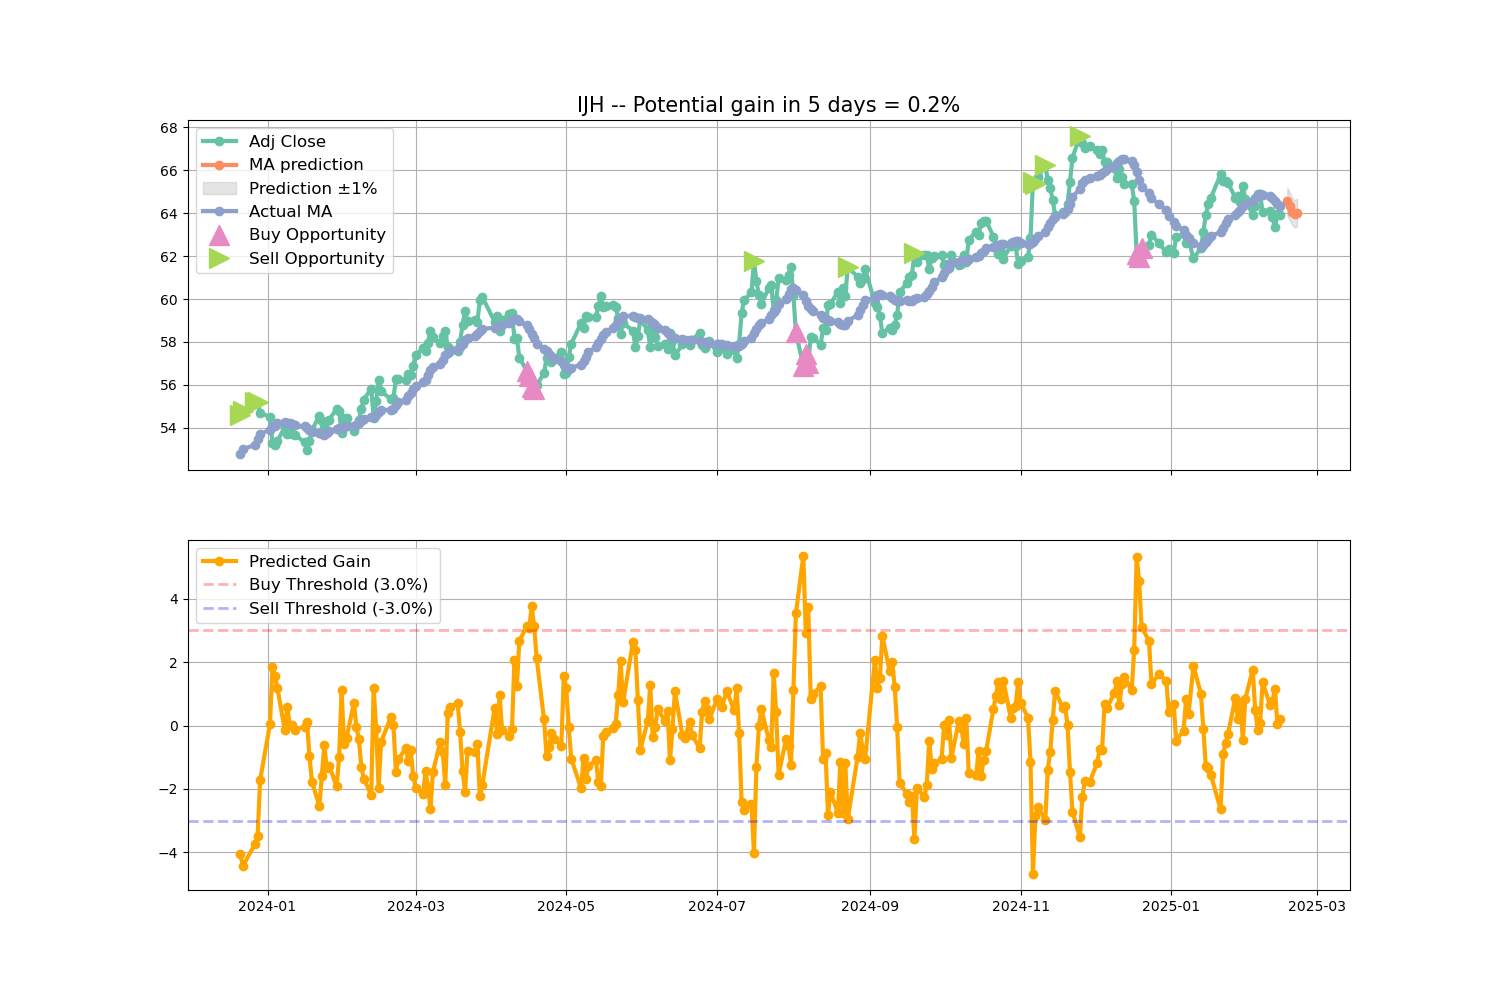 IJH -- Potential gain in 5 days = 0.2%
68
66
64
62
60
58
56
54
Adj Close
MA prediction
Prediction ±1%
Actual MA
Buy Opportunity
Sell Opportunity
4
2
0
−2
−4
Predicted Gain
Buy Threshold (3.0%)
Sell Threshold (-3.0%)
2024-01 2024-03 2024-05 2024-07 2024-09 2024-11 2025-01 2025-03